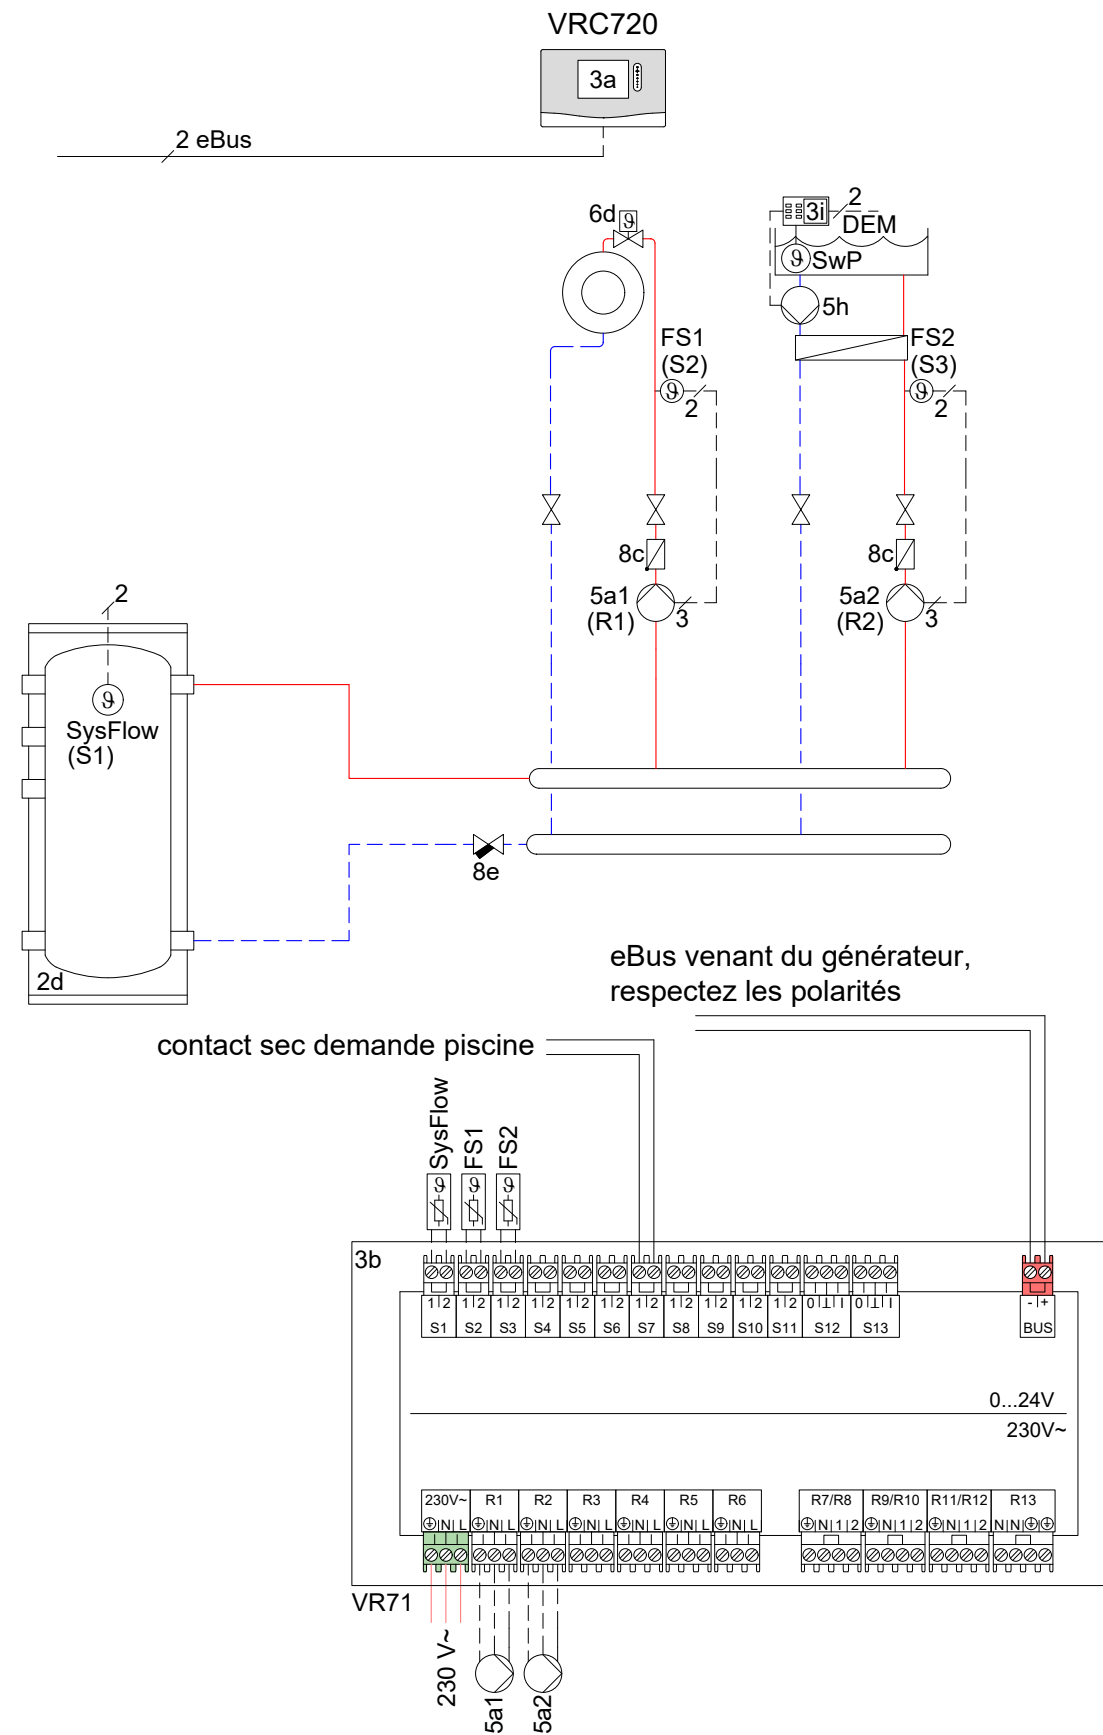 VRC720
3a
2 eBus
6d
ϑ
3i
2
DEM
ϑ
SwP
5h
FS1
(S2)
ϑ
2
FS2
(S3)
ϑ
2
8c
8c
5a1
(R1)
3
5a2
(R2)
3
2
ϑ
SysFlow
(S1)
8e
2d
eBus venant du générateur,
respectez les polarités
contact sec demande piscine
SysFlow
FS1
FS2
ϑ
ϑ
ϑ
3b
1 2
1 2
1 2
1 2
1 2
1 2
1 2
1 2
1 2
1 2
1 2
0 ⊥ I
0 ⊥ I
- +
S1
S2
S3
S4
S5
S6
S7
S8
S9
S10
S11
S12
S13
BUS
0...24V
230V~
230V~
R1
R2
R3
R4
R5
R6
R7/R8
R9/R10
R11/R12
R13
⏚ N L
⏚ N L
⏚ N L
⏚ N L
⏚ N L
⏚ N L
⏚ N L
⏚ N 1 2
⏚ N 1 2
⏚ N 1 2
N N ⏚ ⏚
VR71
230 V~
5a1
5a2